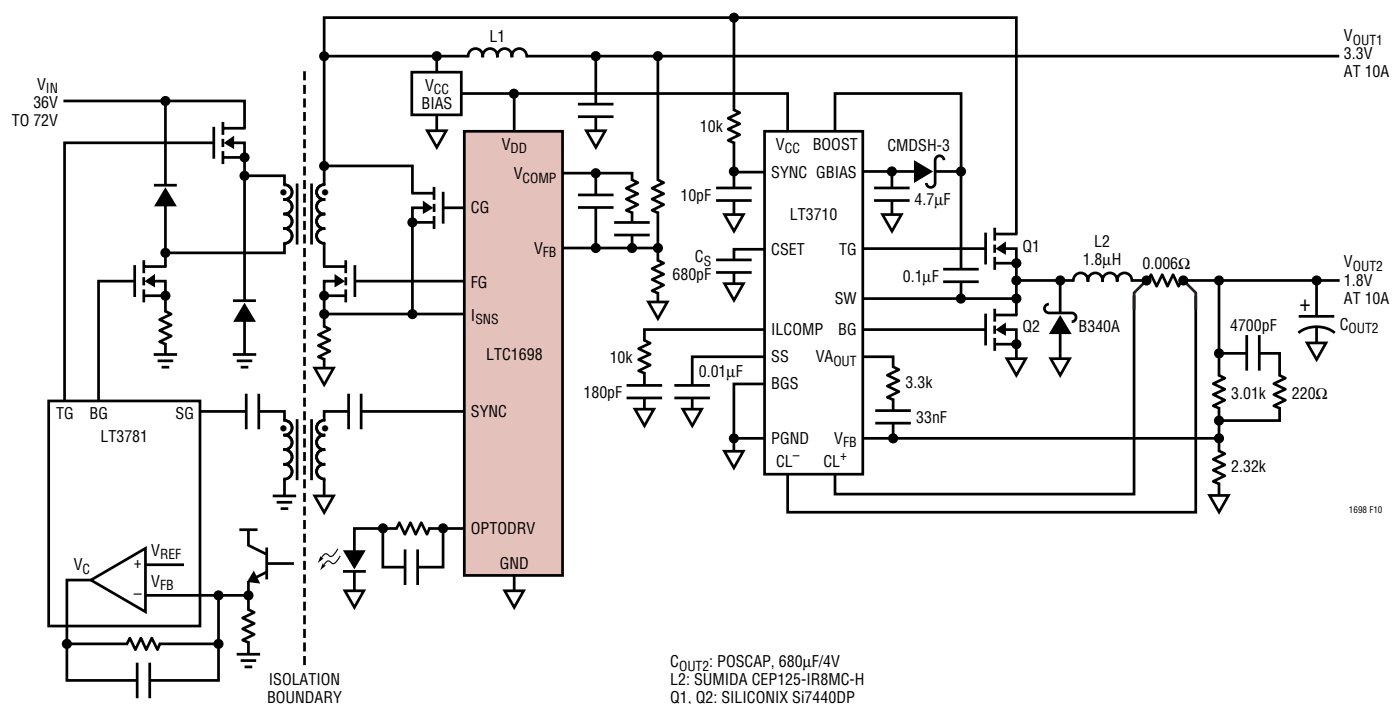 L1
VOUT1
3.3V
AT 10A
VIN
36V
TO 72V
VCC
BIAS
VDD
VCOMP
CG
VFB
FG
ISNS
LTC1698
SYNC
OPTODRV
GND
10k
10pF
CS
680pF
10k
180pF
0.01µF
VCC BOOST
SYNC GBIAS
LT3710
CSET TG
SW
ILCOMP BG
SS VAOUT
BGS
PGND VFB
CL– CL+
CMDSH-3
4.7µF
0.1µF
Q1
Q2
L2
1.8µH
0.006Ω
B340A
3.3k
33nF
VOUT2
1.8V
AT 10A
+
COUT2
4700pF
3.01k
220Ω
2.32k
TG BG SG
LT3781
VC
VREF
+
VFB
–
ISOLATION
BOUNDARY
1698 F10
COUT2: POSCAP, 680µF/4V
L2: SUMIDA CEP125-IR8MC-H
Q1, Q2: SILICONIX Si7440DP